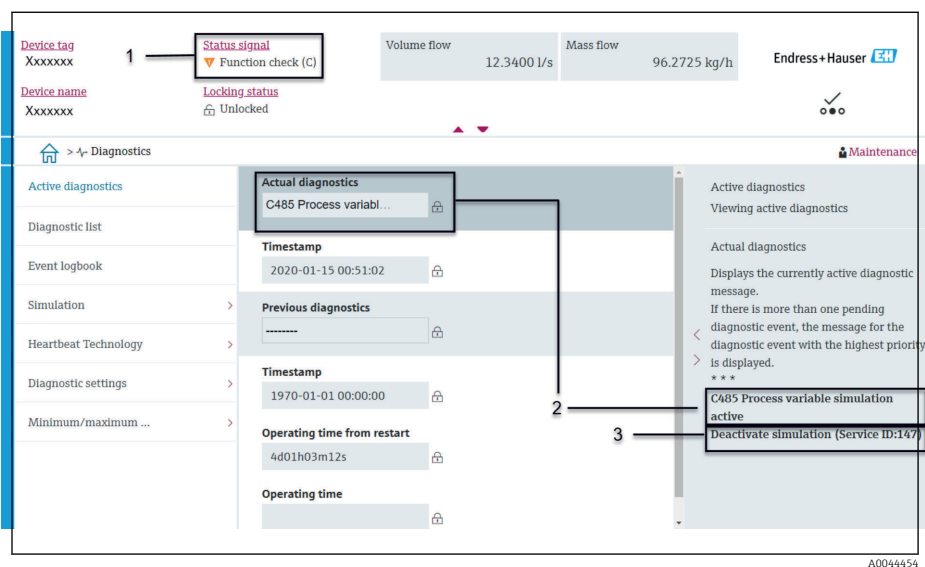 Device tag
Xxxxxxx
1
Status signal
Function check (C)
Volume flow
12.3400 l/s
Mass flow
96.2725 kg/h
Endress+Hauser EH
Device name
Xxxxxxx
Locking status
Unlocked
> Diagnostics
Maintenance
Active diagnostics
Diagnostic list
Event logbook
Simulation >
Heartbeat Technology >
Diagnostic settings >
Minimum/maximum ... >
Actual diagnostics
C485 Process variabl...
Timestamp
2020-01-15 00:51:02
Previous diagnostics
--------
Timestamp
1970-01-01 00:00:00
Operating time from restart
4d01h03m12s
Operating time
2
3
Active diagnostics
Viewing active diagnostics
Actual diagnostics
Displays the currently active diagnostic
message.
If there is more than one pending
diagnostic event, the message for the
diagnostic event with the highest priority
is displayed.
* * *
C485 Process variable simulation
active
Deactivate simulation (Service ID:147)
A0044454